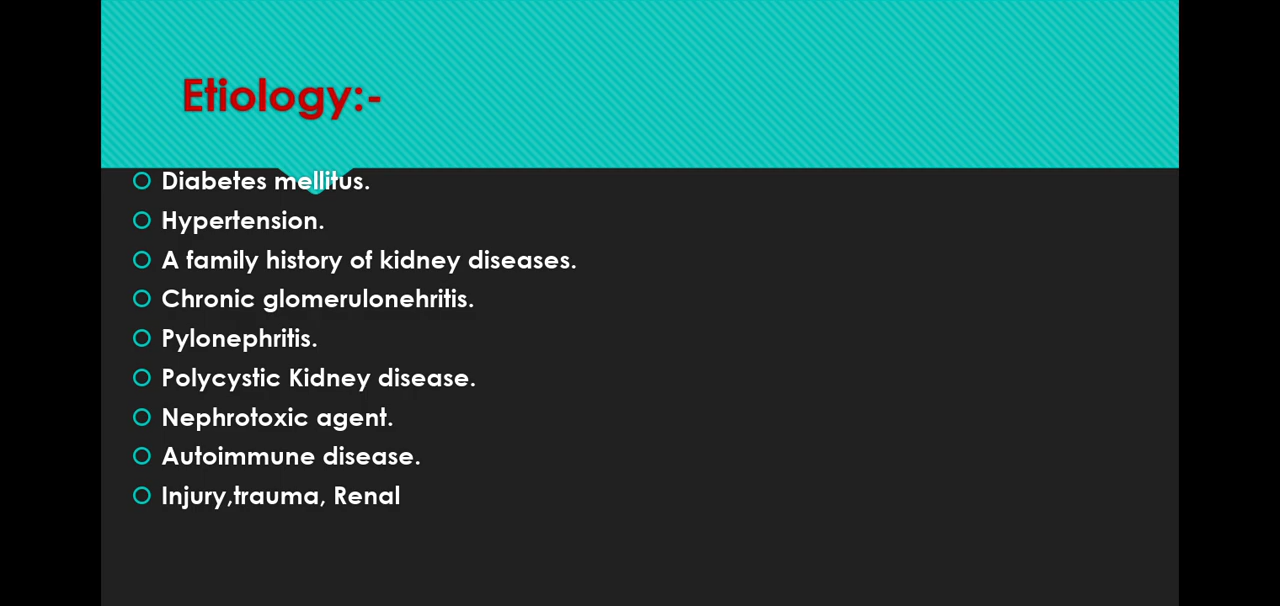 Etiology:-
Diabetes mellitus.
Hypertension.
A family history of kidney diseases.
Chronic glomerulonehritis.
Pylonephritis.
Polycystic Kidney disease.
Nephrotoxic agent.
Autoimmune disease.
Injury,trauma, Renal